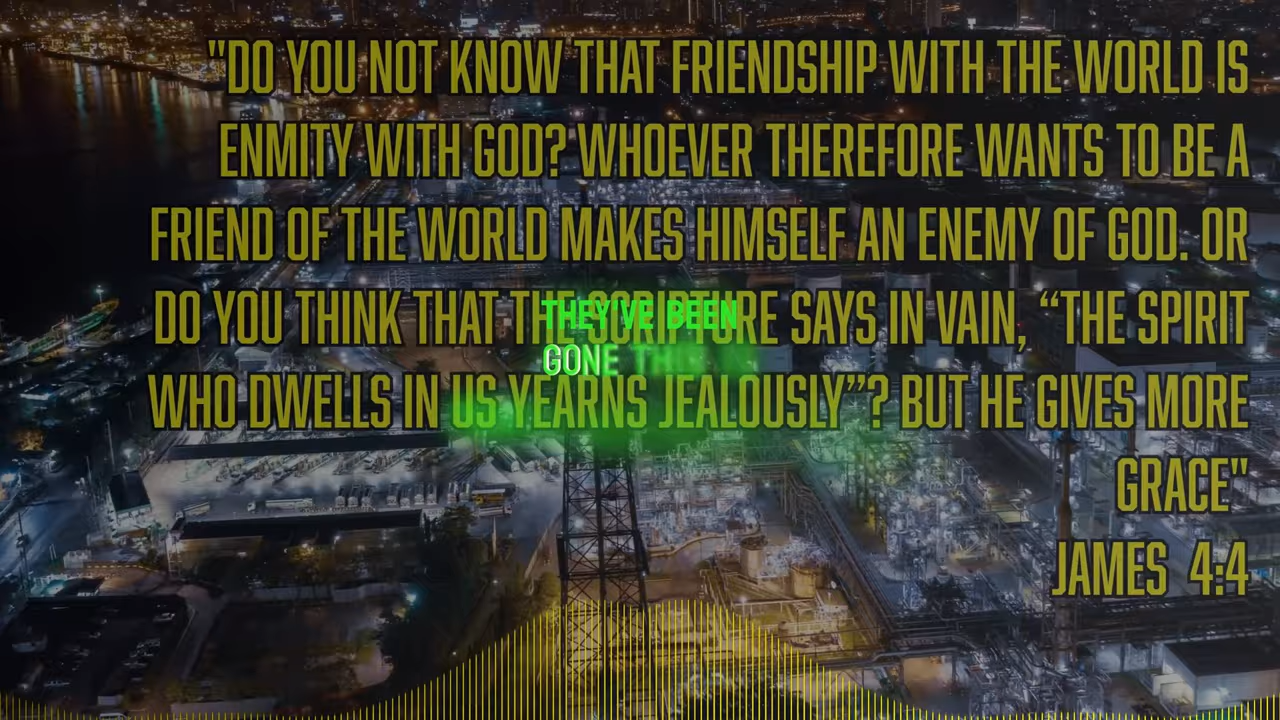 "DO YOU NOT KNOW THAT FRIENDSHIP WITH THE WORLD IS
ENMITY WITH GOD? WHOEVER THEREFORE WANTS TO BE A
FRIEND OF THE WORLD MAKES HIMSELF AN ENEMY OF GOD. OR
DO YOU THINK THAT THE SCRIPTURE SAYS IN VAIN, “THE SPIRIT
WHO DWELLS IN US YEARNS JEALOUSLY”? BUT HE GIVES MORE
GRACE"
JAMES 4:4
THEY'VE BEEN
GONE